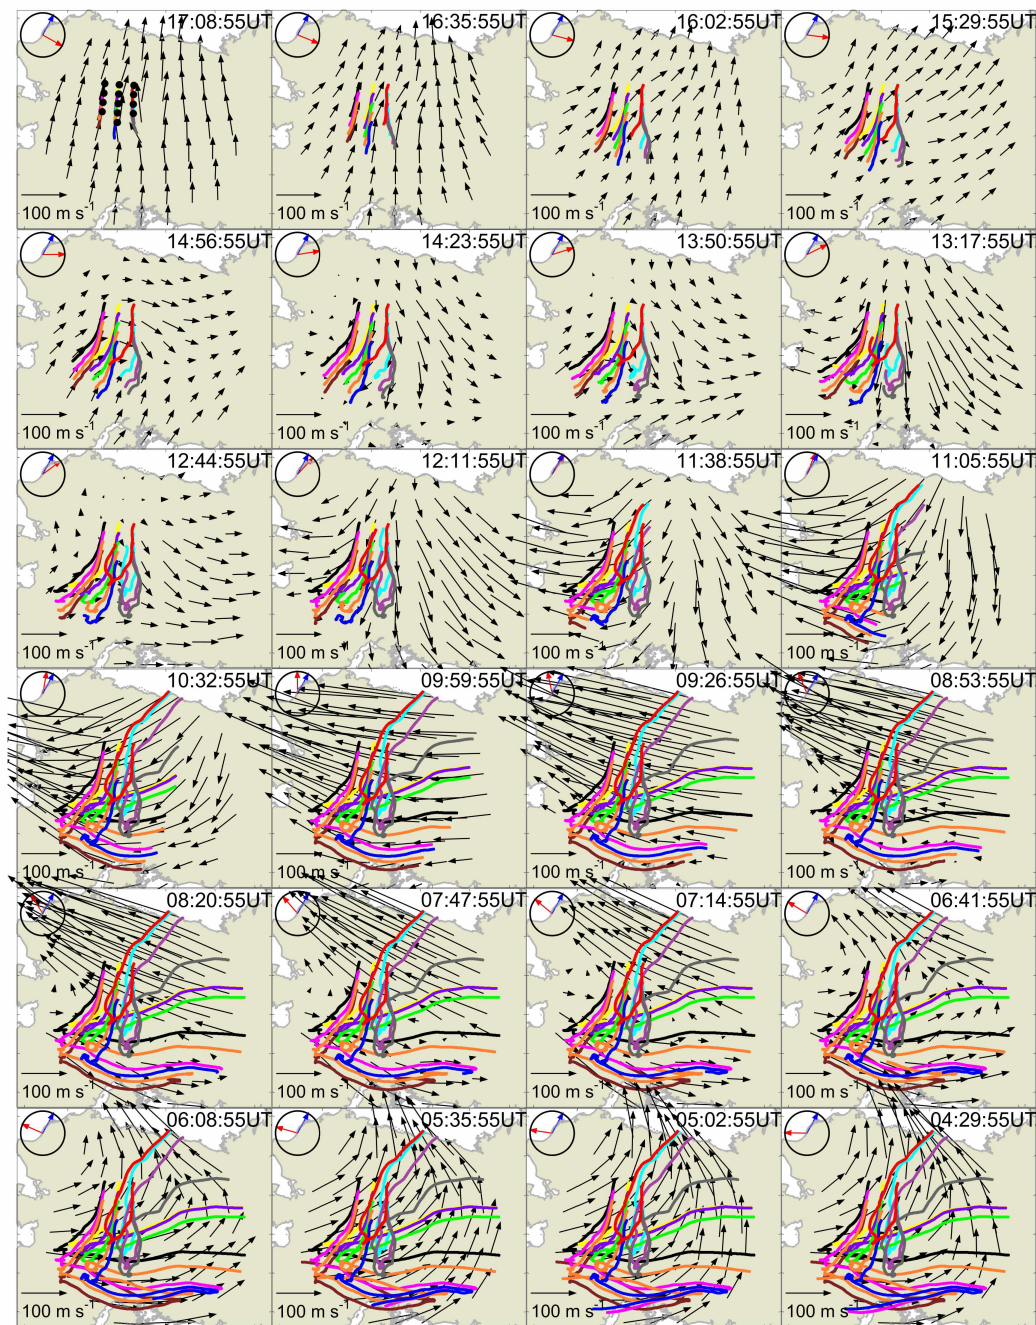 17:08:55UT
100 m s-1
16:35:55UT
100 m s-1
16:02:55UT
100 m s-1
15:29:55UT
100 m s-1
14:56:55UT
100 m s-1
14:23:55UT
100 m s-1
13:50:55UT
100 m s-1
13:17:55UT
100 m s-1
12:44:55UT
100 m s-1
12:11:55UT
100 m s-1
11:38:55UT
100 m s-1
11:05:55UT
100 m s-1
10:32:55UT
100 m s-1
09:59:55UT
100 m s-1
09:26:55UT
100 m s-1
08:53:55UT
100 m s-1
08:20:55UT
100 m s-1
07:47:55UT
100 m s-1
07:14:55UT
100 m s-1
06:41:55UT
100 m s-1
06:08:55UT
100 m s-1
05:35:55UT
100 m s-1
05:02:55UT
100 m s-1
04:29:55UT
100 m s-1